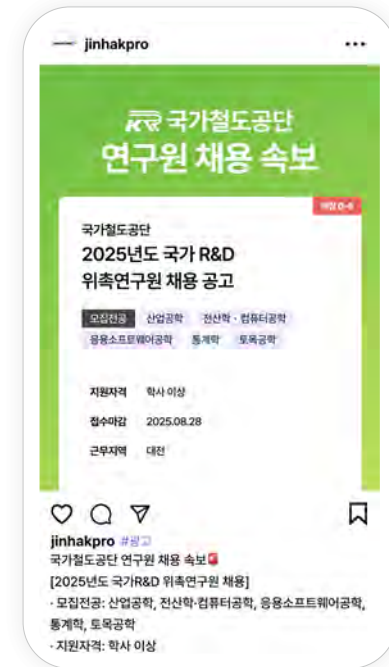 jinhakpro
KR 국가철도공단
연구원 채용 속보
마감 D-6
국가철도공단
2025년도 국가 R&D
위촉연구원 채용 공고
모집전공 산업공학 전산학·컴퓨터공학
응용소프트웨어공학 통계학 토목공학
지원자격 학사 이상
접수마감 2025.08.28
근무지역 대전
jinhakpro #광고
국가철도공단 연구원 채용 속보🚨
[2025년도 국가R&D 위촉연구원 채용]
· 모집전공: 산업공학, 전산학·컴퓨터공학, 응용소프트웨어공학,
통계학, 토목공학
· 지원자격: 학사 이상